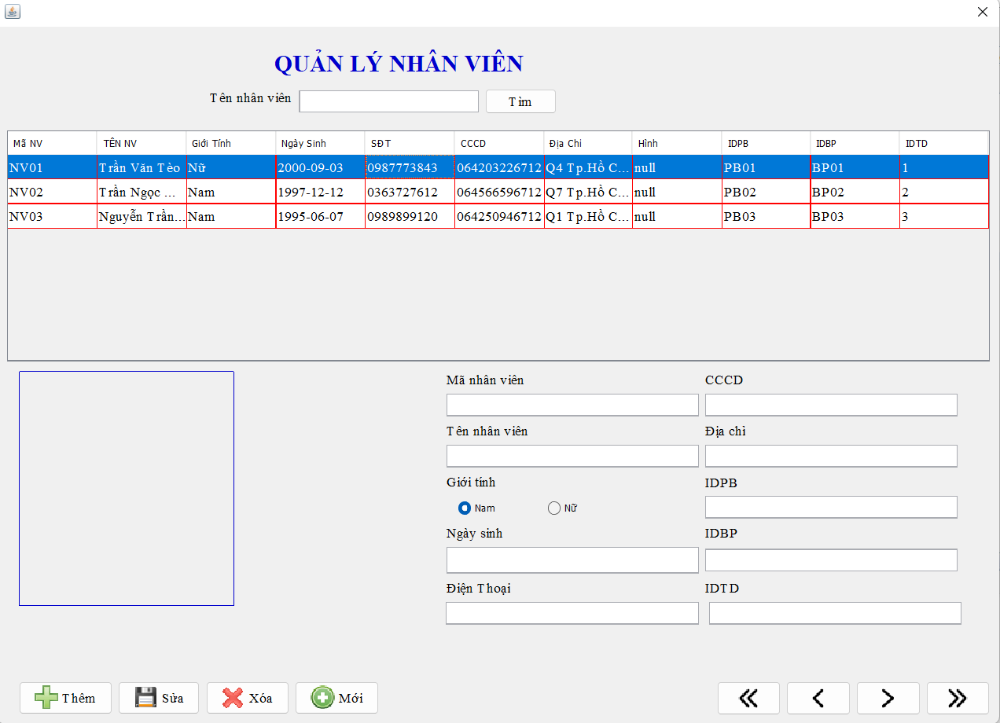 QUẢN LÝ NHÂN VIÊN
Tên nhân viên Tìm
Mã NV TÊN NV Giới Tính Ngày Sinh SĐT CCCD Địa Chỉ Hình IDPB IDBP IDTD
NV01 Trần Văn Tèo Nữ 2000-09-03 0987773843 064203226712 Q4 Tp.Hồ C... null PB01 BP01 1
NV02 Trần Ngọc ... Nam 1997-12-12 0363727612 064566596712 Q7 Tp.Hồ C... null PB02 BP02 2
NV03 Nguyễn Trần... Nam 1995-06-07 0989899120 064250946712 Q1 Tp.Hồ C... null PB03 BP03 3
Mã nhân viên CCCD
Tên nhân viên Địa chỉ
Giới tính IDPB
Nam Nữ
Ngày sinh IDBP
Điện Thoại IDTD
Thêm Sửa Xóa Mới